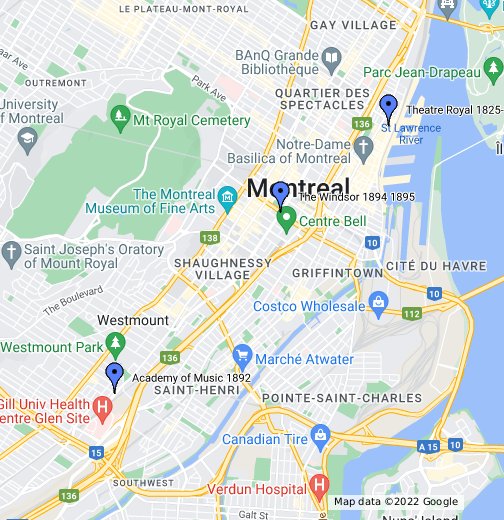 LE PLATEAU-MONT-ROYAL
GAY VILLAGE
BAnQ Grande
Bibliothèque
Parc Jean-Drapeau
OUTREMONT
Park Ave
QUARTIER DES
SPECTACLES
University
of Montreal
Mt Royal Cemetery
136
Theatre Royal 1825-
St Lawrence
River
Notre-Dame
Basilica of Montreal
Montreal
The Montreal
Museum of Fine Arts
The Windsor 1894 1895
Centre Bell
138
10
Saint Joseph's Oratory
of Mount Royal
SHAUGHNESSY
VILLAGE
GRIFFINTOWN
CITÉ DU HAVRE
The Boulevard
10
Costco Wholesale
112
Westmount
Westmount Park
136
Marché Atwater
Academy of Music 1892
SAINT-HENRI
POINTE-SAINT-CHARLES
Gill Univ Health
Centre Glen Site
15
Canadian Tire
A 15
10
SOUTHWEST
136
Verdun Hospital
Galt St
Map data ©2022 Google
Nuns' Island